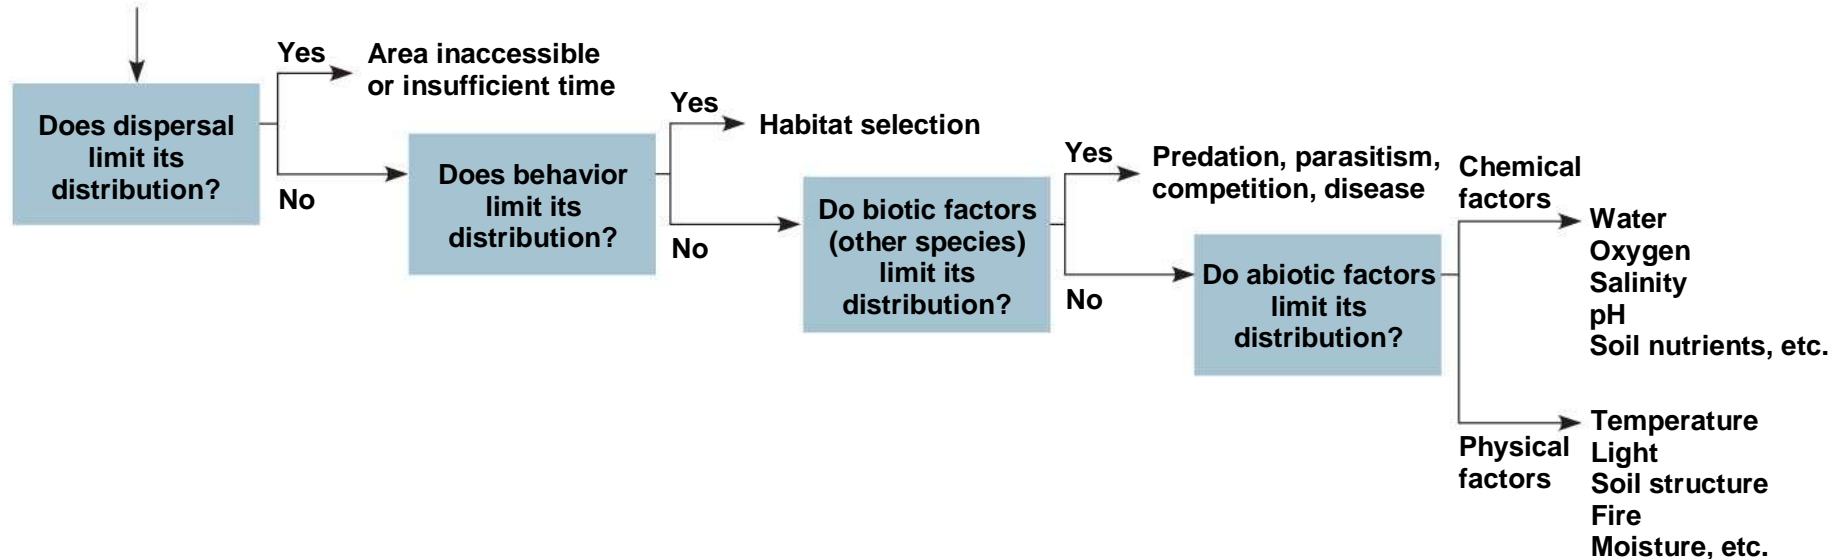 Does dispersal
limit its
distribution?
Yes
Area inaccessible
or insufficient time
No
Does behavior
limit its
distribution?
Yes
Habitat selection
No
Do biotic factors
(other species)
limit its
distribution?
Yes
Predation, parasitism,
competition, disease
No
Do abiotic factors
limit its
distribution?
Chemical
factors
Water
Oxygen
Salinity
pH
Soil nutrients, etc.
Physical
factors
Temperature
Light
Soil structure
Fire
Moisture, etc.